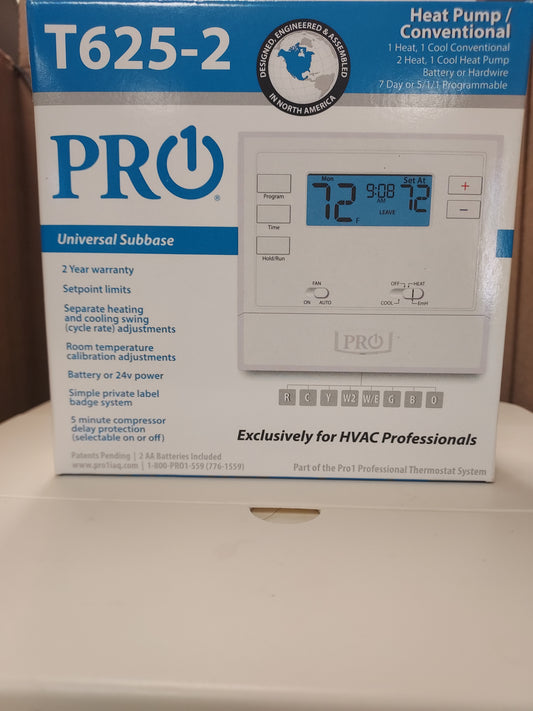 T625-2
DESIGNED, ENGINEERED & ASSEMBLED
IN NORTH AMERICA
Heat Pump /
Conventional
1 Heat, 1 Cool Conventional
2 Heat, 1 Cool Heat Pump
Battery or Hardwire
7 Day or 5/1/1 Programmable
PRO1®
Universal Subbase
2 Year warranty
Setpoint limits
Separate heating
and cooling swing
(cycle rate) adjustments
Room temperature
calibration adjustments
Battery or 24v power
Simple private label
badge system
5 minute compressor
delay protection
(selectable on or off)
Patents Pending | 2 AA Batteries Included
www.pro1iaq.com | 1-800-PRO1-559 (776-1559)
Program
Time
Hold/Run
Mon
Set At
72 F
9:08 AM
72
LEAVE
+
−
FAN
ON AUTO
OFF HEAT
COOL EmH
PRO1
R C Y W2 W/E G B O
Exclusively for HVAC Professionals
Part of the Pro1 Professional Thermostat System